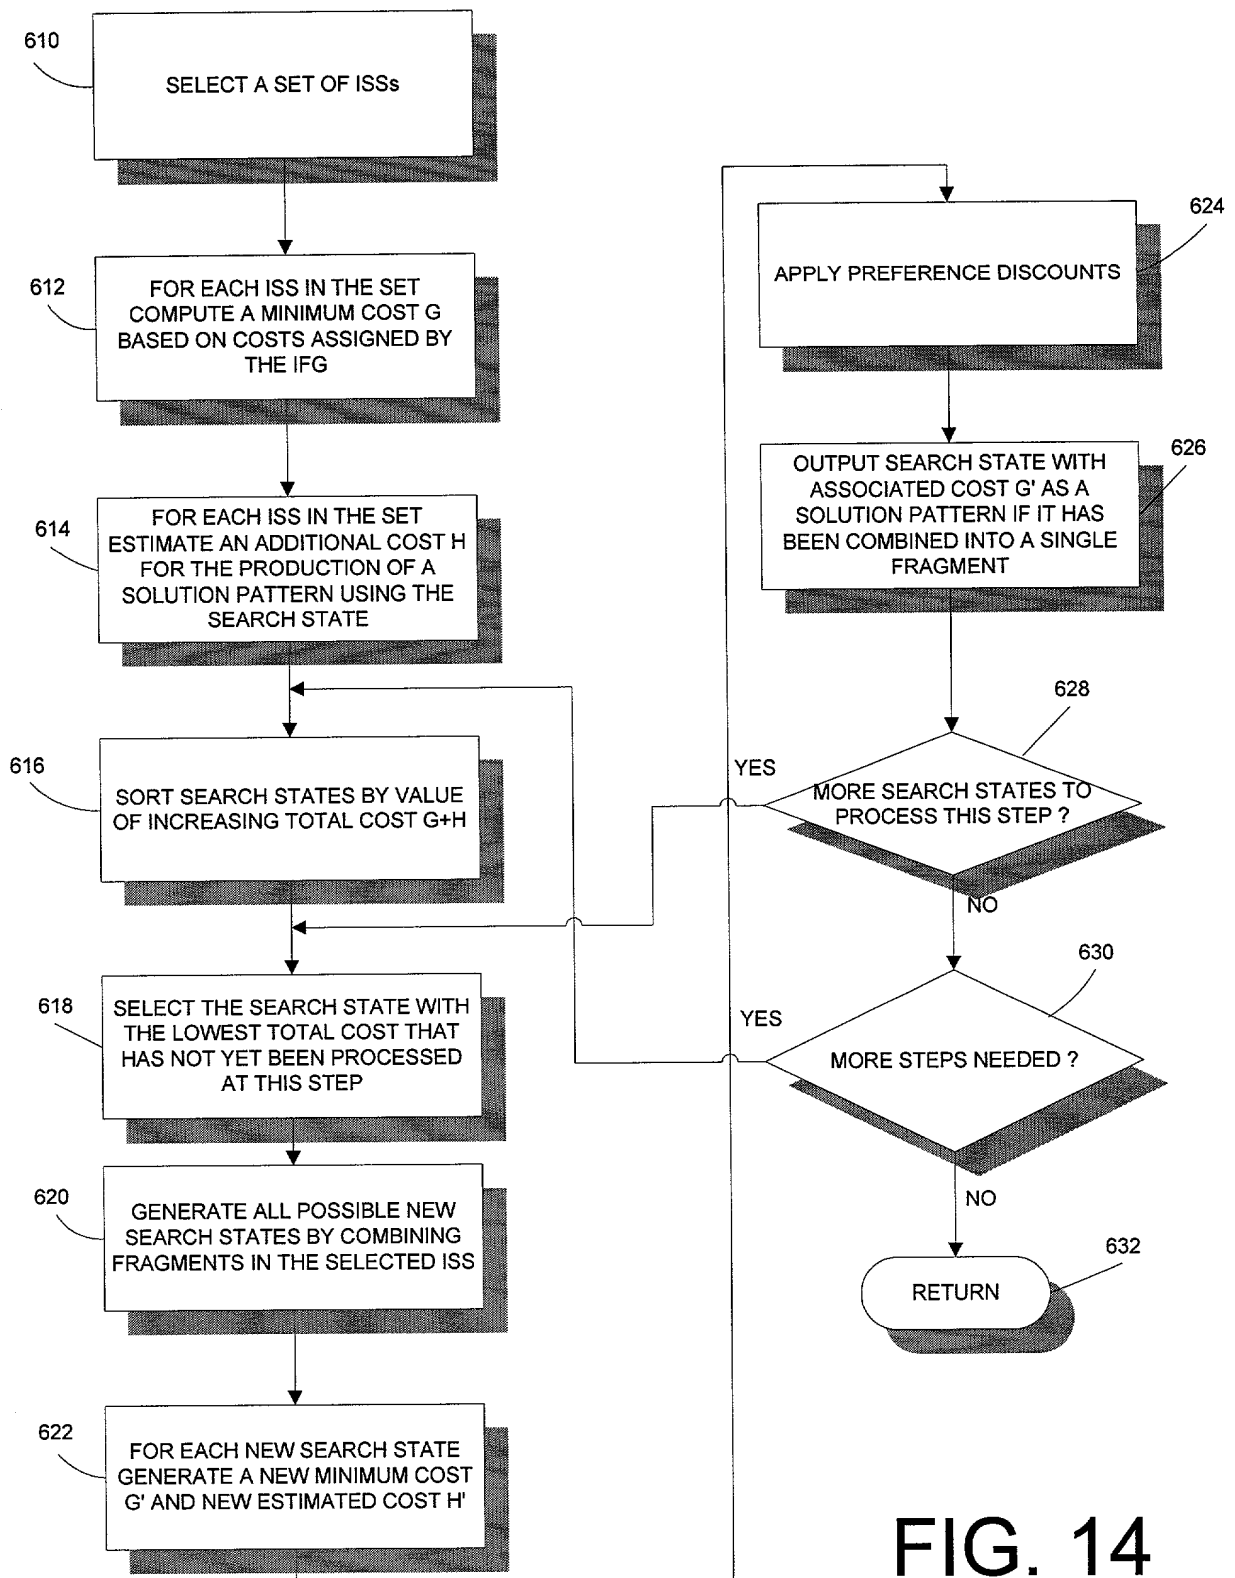 610
SELECT A SET OF ISSs
612
FOR EACH ISS IN THE SET
COMPUTE A MINIMUM COST G
BASED ON COSTS ASSIGNED BY
THE IFG
614
FOR EACH ISS IN THE SET
ESTIMATE AN ADDITIONAL COST H
FOR THE PRODUCTION OF A
SOLUTION PATTERN USING THE
SEARCH STATE
616
SORT SEARCH STATES BY VALUE
OF INCREASING TOTAL COST G+H
618
SELECT THE SEARCH STATE WITH
THE LOWEST TOTAL COST THAT
HAS NOT YET BEEN PROCESSED
AT THIS STEP
620
GENERATE ALL POSSIBLE NEW
SEARCH STATES BY COMBINING
FRAGMENTS IN THE SELECTED ISS
622
FOR EACH NEW SEARCH STATE
GENERATE A NEW MINIMUM COST
G' AND NEW ESTIMATED COST H'
624
APPLY PREFERENCE DISCOUNTS
626
OUTPUT SEARCH STATE WITH
ASSOCIATED COST G' AS A
SOLUTION PATTERN IF IT HAS
BEEN COMBINED INTO A SINGLE
FRAGMENT
628
YES
MORE SEARCH STATES TO
PROCESS THIS STEP ?
NO
630
YES
MORE STEPS NEEDED ?
NO
632
RETURN
FIG. 14